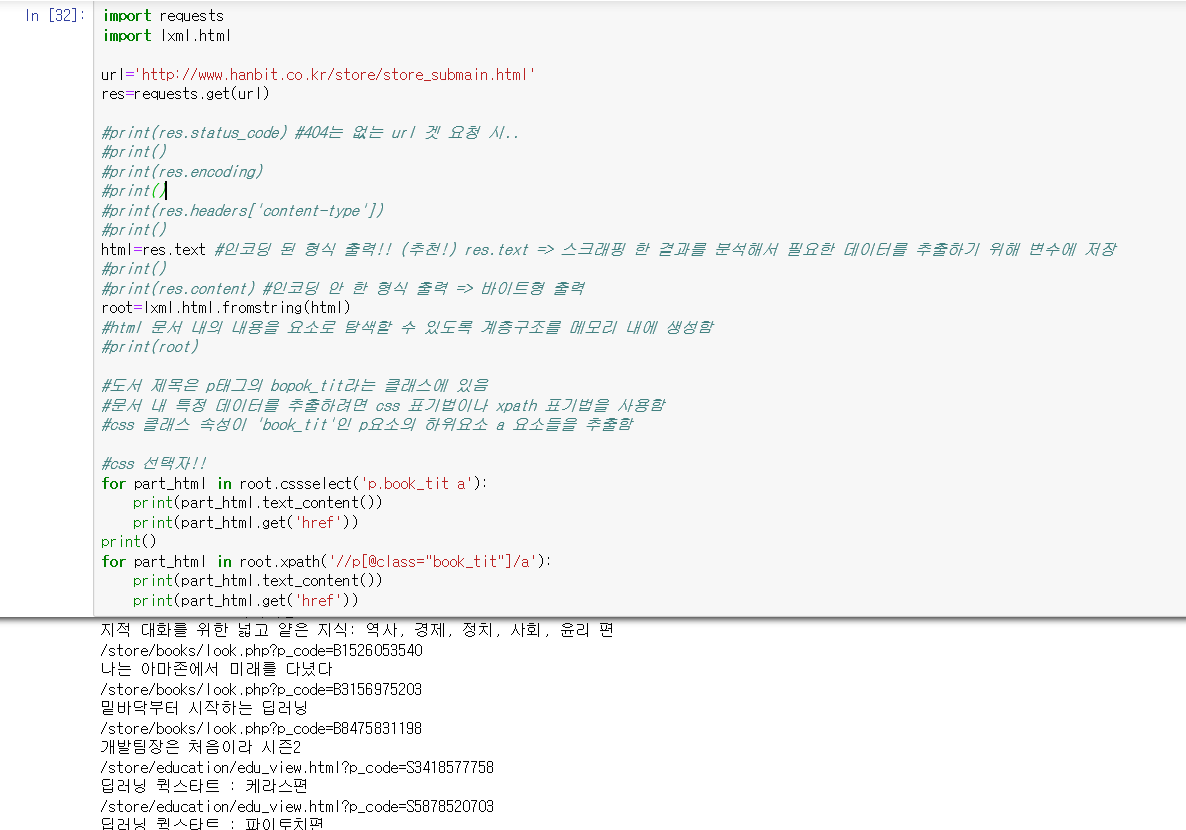 In [32]:
import requests
import lxml.html
url='http://www.hanbit.co.kr/store/store_submain.html'
res=requests.get(url)
#print(res.status_code) #404는 없는 url 겟 요청 시..
#print()
#print(res.encoding)
#print()
#print(res.headers['content-type'])
#print()
html=res.text #인코딩 된 형식 출력!! (추천!) res.text => 스크래핑 한 결과를 분석해서 필요한 데이터를 추출하기 위해 변수에 저장
#print()
#print(res.content) #인코딩 안 한 형식 출력 => 바이트형 출력
root=lxml.html.fromstring(html)
#html 문서 내의 내용을 요소로 탐색할 수 있도록 계층구조를 메모리 내에 생성함
#print(root)
#도서 제목은 p태그의 bopok_tit라는 클래스에 있음
#문서 내 특정 데이터를 추출하려면 css 표기법이나 xpath 표기법을 사용함
#css 클래스 속성이 'book_tit'인 p요소의 하위요소 a 요소들을 추출함
#css 선택자!!
for part_html in root.cssselect('p.book_tit a'):
    print(part_html.text_content())
    print(part_html.get('href'))
print()
for part_html in root.xpath('//p[@class="book_tit"]/a'):
    print(part_html.text_content())
    print(part_html.get('href'))
지적 대화를 위한 넓고 얕은 지식: 역사, 경제, 정치, 사회, 윤리 편
/store/books/look.php?p_code=B1526053540
나는 아마존에서 미래를 다녔다
/store/books/look.php?p_code=B3156975203
밑바닥부터 시작하는 딥러닝
/store/books/look.php?p_code=B8475831198
개발팀장은 처음이라 시즌2
/store/education/edu_view.html?p_code=S3418577758
딥러닝 퀵스타트 : 케라스편
/store/education/edu_view.html?p_code=S5878520703
딥러닝 퀵스타트 : 파이토치편